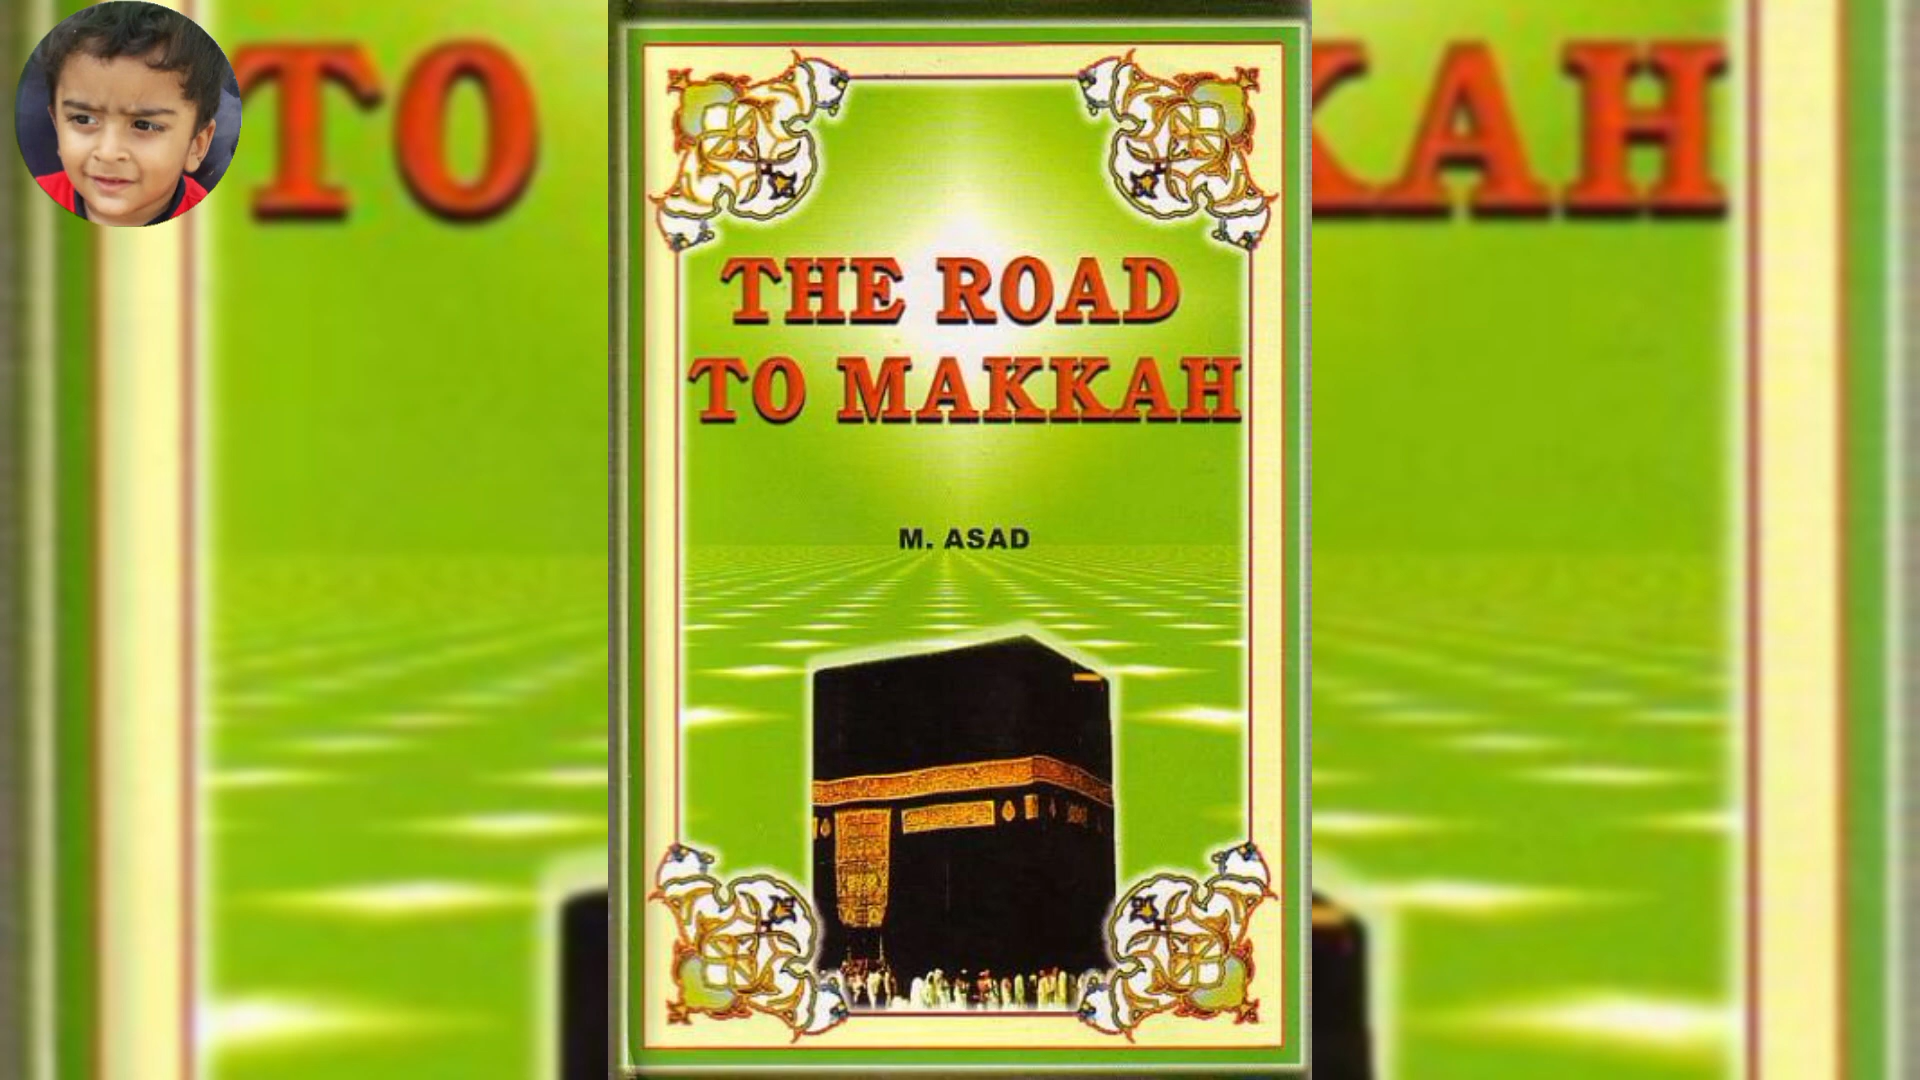 TO
KAH
THE ROAD
TO MAKKAH
M. ASAD